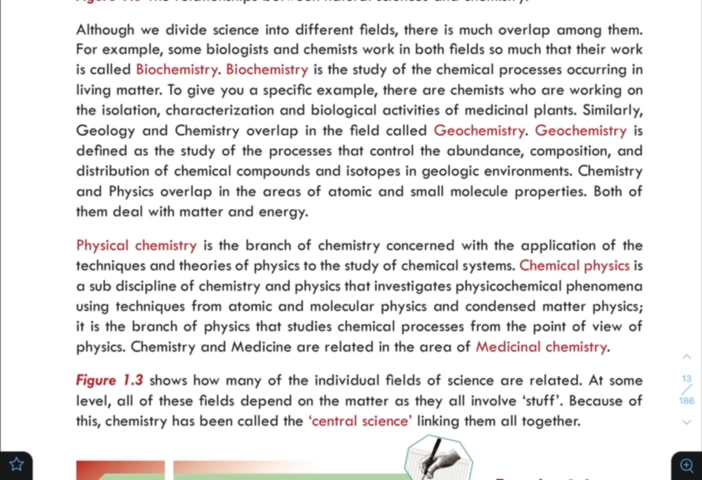 Although we divide science into different fields, there is much overlap among them.
For example, some biologists and chemists work in both fields so much that their work
is called Biochemistry. Biochemistry is the study of the chemical processes occurring in
living matter. To give you a specific example, there are chemists who are working on
the isolation, characterization and biological activities of medicinal plants. Similarly,
Geology and Chemistry overlap in the field called Geochemistry. Geochemistry is
defined as the study of the processes that control the abundance, composition, and
distribution of chemical compounds and isotopes in geologic environments. Chemistry
and Physics overlap in the areas of atomic and small molecule properties. Both of
them deal with matter and energy.
Physical chemistry is the branch of chemistry concerned with the application of the
techniques and theories of physics to the study of chemical systems. Chemical physics is
a sub discipline of chemistry and physics that investigates physicochemical phenomena
using techniques from atomic and molecular physics and condensed matter physics;
it is the branch of physics that studies chemical processes from the point of view of
physics. Chemistry and Medicine are related in the area of Medicinal chemistry.
Figure 1.3 shows how many of the individual fields of science are related. At some
level, all of these fields depend on the matter as they all involve ‘stuff’. Because of
this, chemistry has been called the ‘central science’ linking them all together.
13
186